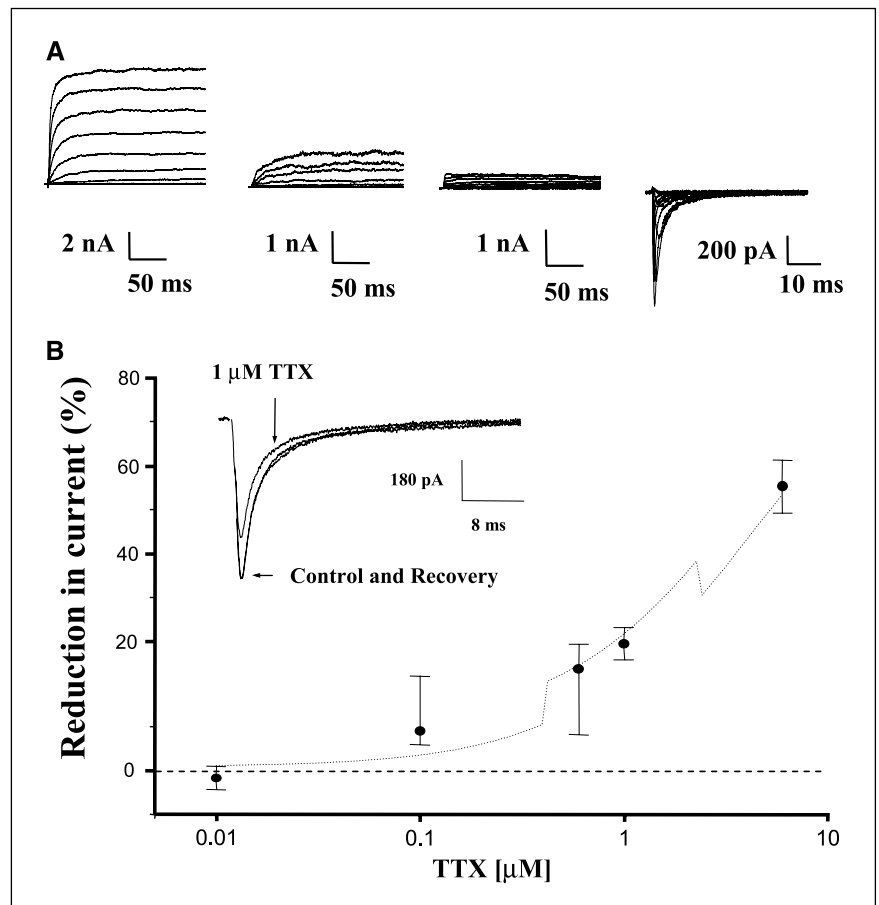 A
2 nA
50 ms
1 nA
50 ms
1 nA
50 ms
200 pA
10 ms
B
Reduction in current (%)
80
60
40
20
0
1 μM TTX
180 pA
8 ms
Control and Recovery
0.01
0.1
1
10
TTX [μM]